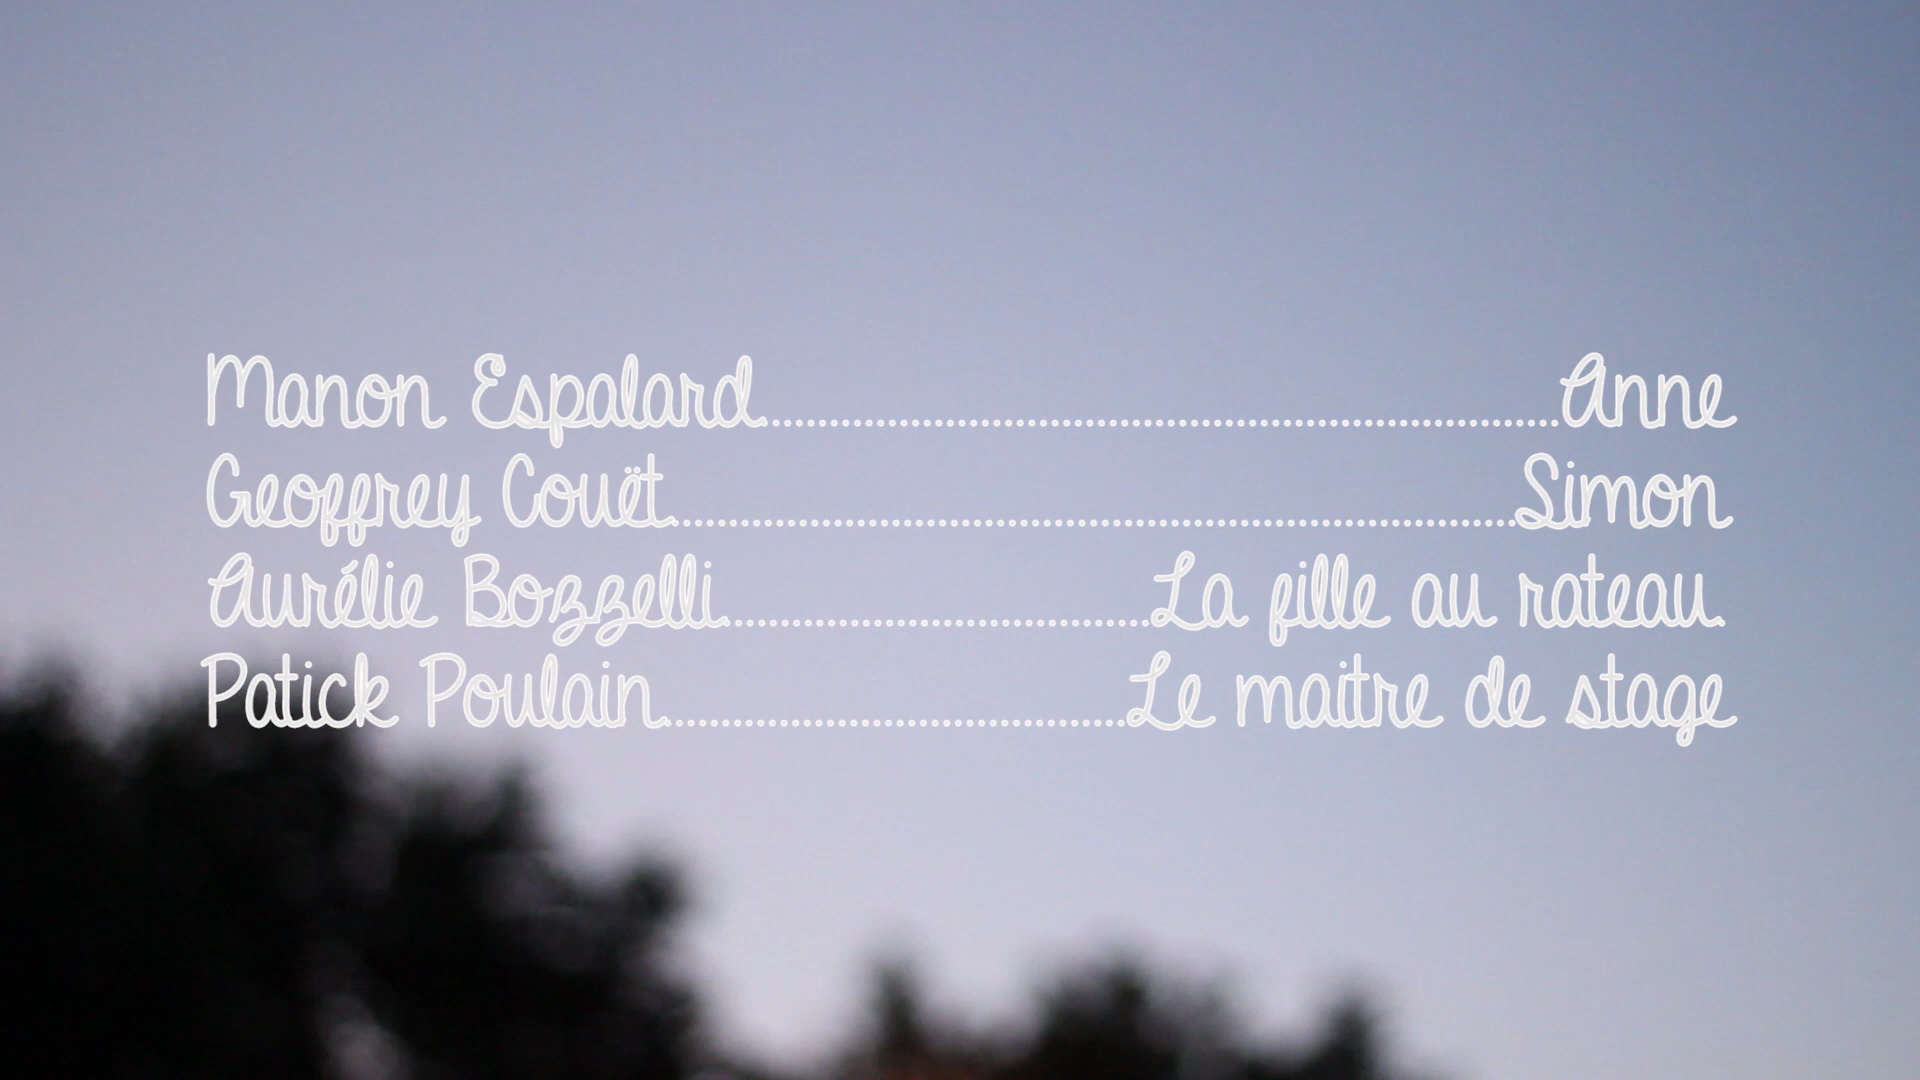 Manon Espalard..................................................................Anne
Geoffrey Couët......................................................................Simon
Aurélie Bozzelli...................................La fille au rateau
Patick Poulain......................................Le maitre de stage